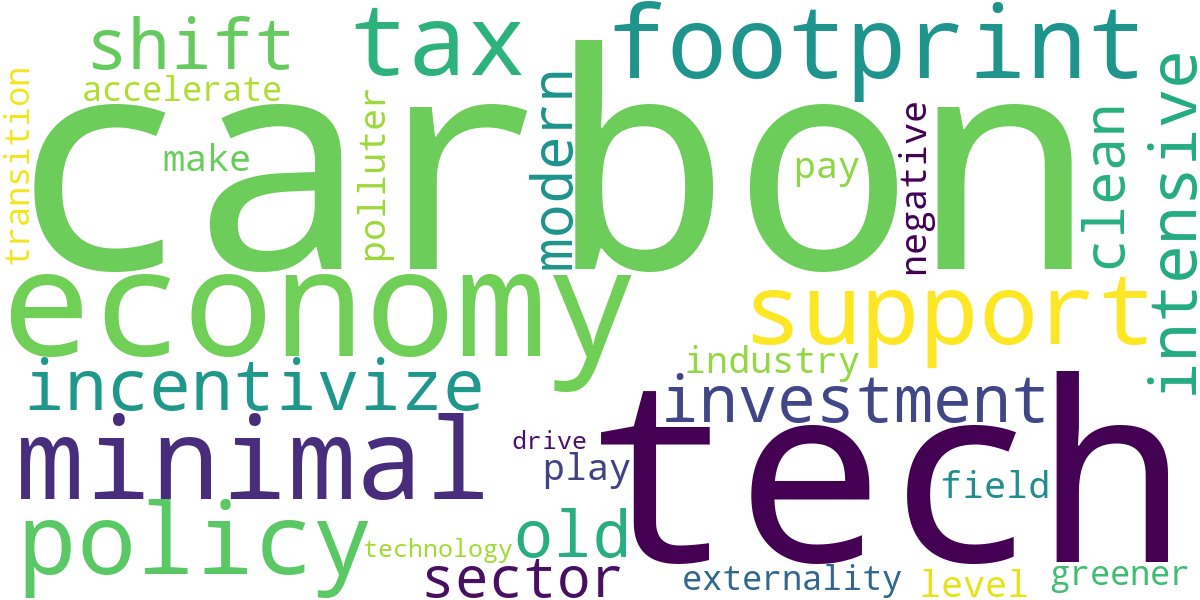 shift
tax
footprint
accelerate
carbon
transition
make
polluter
modern
pay
negative
clean
intensive
economy
support
industry
incentivize
investment
minimal
drive
play
tech
field
policy
old
technology
sector
externality
level
greener